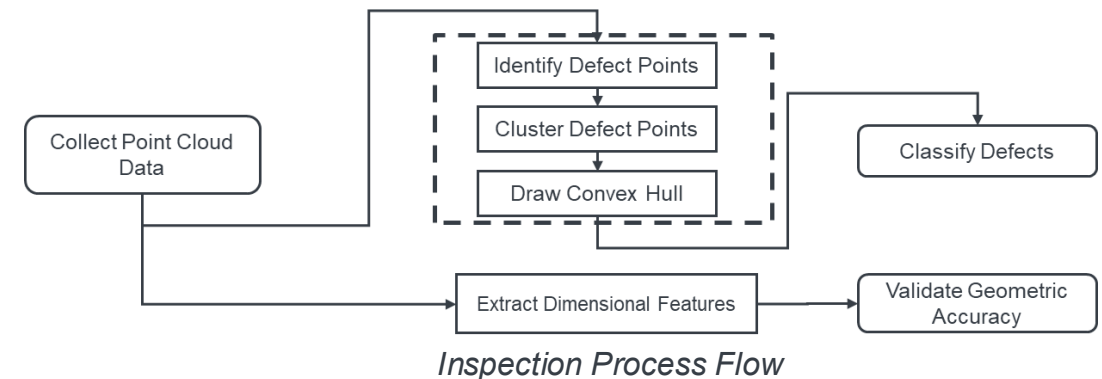 Identify Defect Points
Cluster Defect Points
Draw Convex Hull
Collect Point Cloud
Data
Classify Defects
Extract Dimensional Features
Validate Geometric
Accuracy
Inspection Process Flow